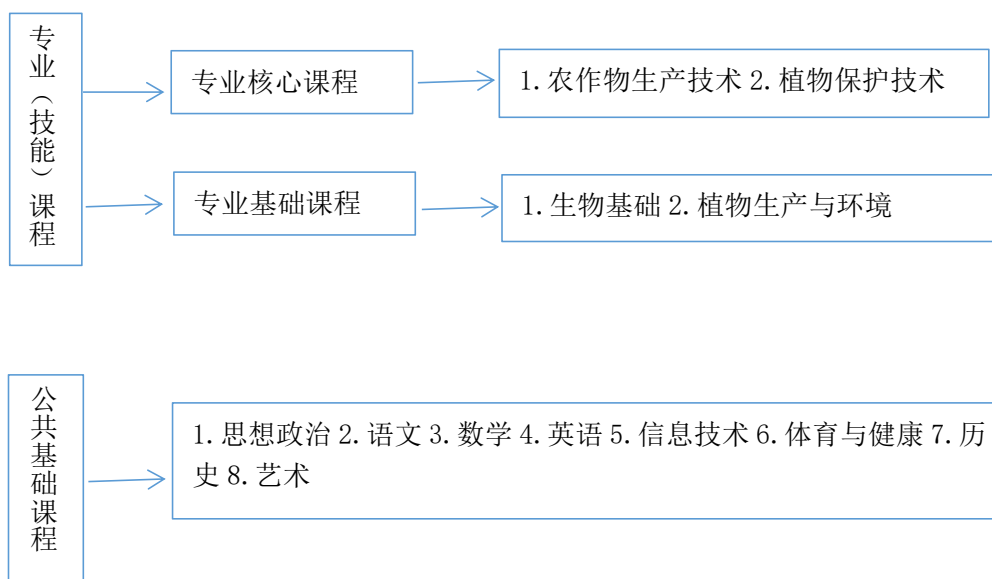 专业（技能）课程
专业核心课程
1.农作物生产技术 2.植物保护技术
专业基础课程
1.生物基础 2.植物生产与环境
公共基础课程
1.思想政治 2.语文 3.数学 4.英语 5.信息技术 6.体育与健康 7.历
史 8.艺术